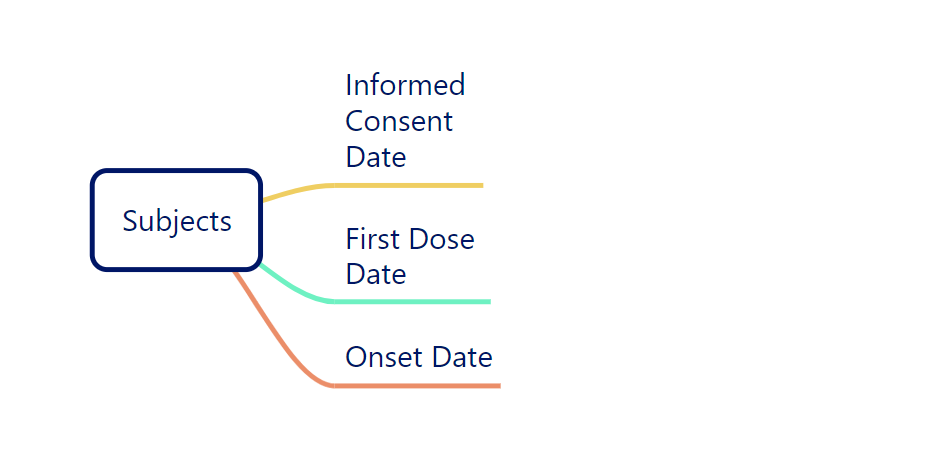 Informed
Consent
Date
Subjects
First Dose
Date
Onset Date